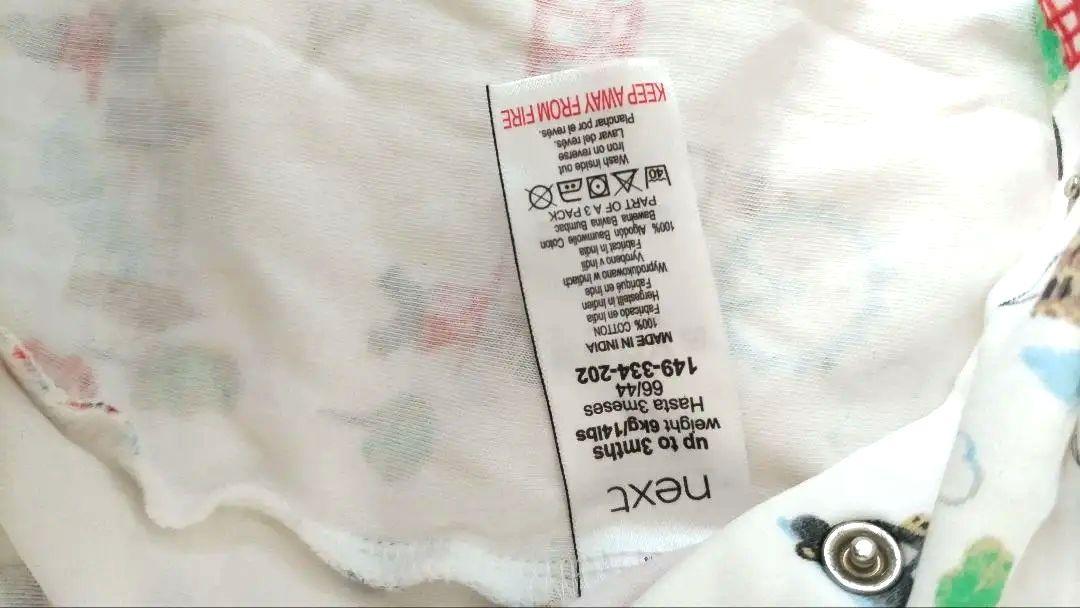 next
up to 3mths
weight 6kg/14lbs
Hasta 3meses
66/44
149-334-202
MADE IN INDIA
100% COTTON
Fabricado en India
Hergestellt in Indien
Fabriqué en Inde
Wyprodukowano w Indiach
Vyrobeno v Indii
Fabricat în India
100% Algodón Baumwolle Coton
Bawełna Bavlna Bumbac
PART OF A 3 PACK
40
Wash inside out
Iron on reverse
Lavar del revés.
Planchar por el revés.
KEEP AWAY FROM FIRE